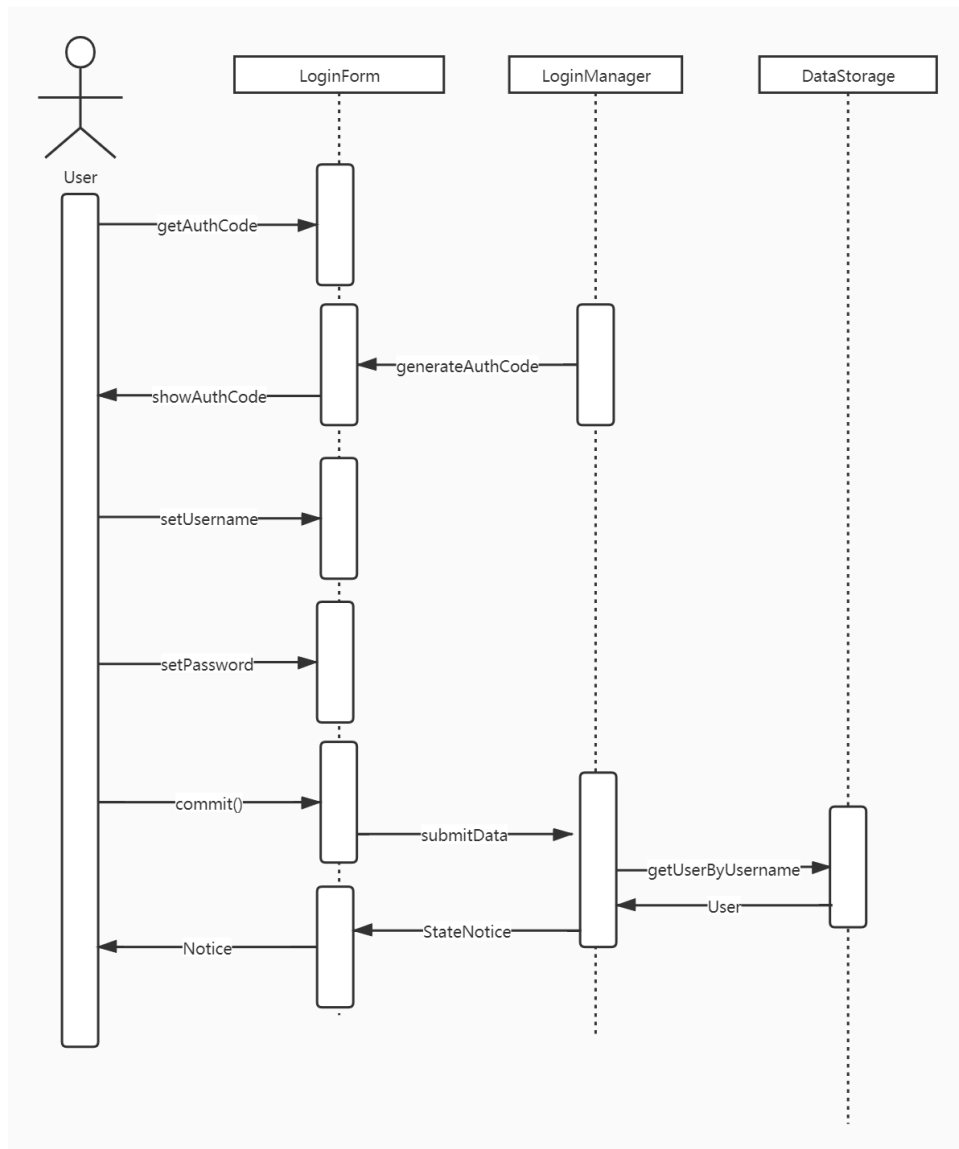 LoginForm
LoginManager
DataStorage
User
getAuthCode
generateAuthCode
showAuthCode
setUsername
setPassword
commit()
submitData
getUserByUsername
User
StateNotice
Notice